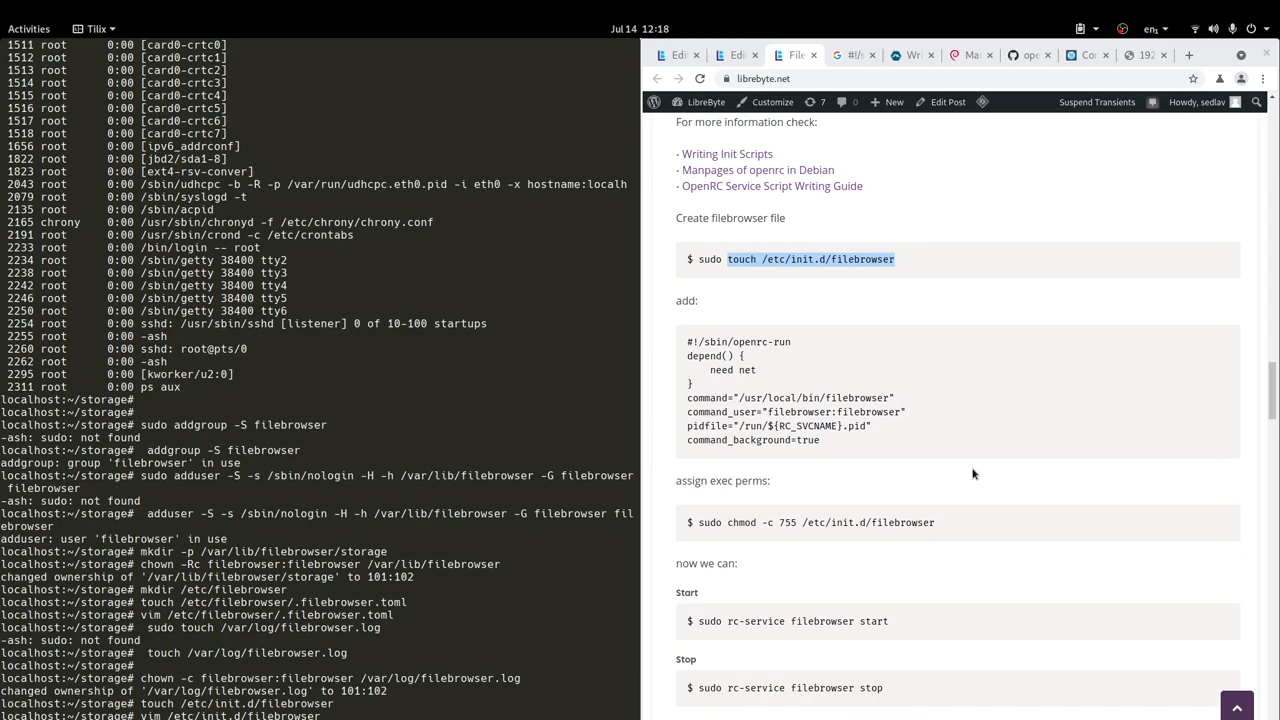 Activities
Tilix
Jul 14 12:18
en₁
1511 root 0:00 [card0-crtc0]
1512 root 0:00 [card0-crtc1]
1513 root 0:00 [card0-crtc2]
1514 root 0:00 [card0-crtc3]
1515 root 0:00 [card0-crtc4]
1516 root 0:00 [card0-crtc5]
1517 root 0:00 [card0-crtc6]
1518 root 0:00 [card0-crtc7]
1656 root 0:00 [ipv6_addrconf]
1822 root 0:00 [jbd2/sda1-8]
1823 root 0:00 [ext4-rsv-conver]
2043 root 0:00 /sbin/udhcpc -b -R -p /var/run/udhcpc.eth0.pid -i eth0 -x hostname:localh
2079 root 0:00 /sbin/syslogd -t
2135 root 0:00 /sbin/acpid
2165 chrony 0:00 /usr/sbin/chronyd -f /etc/chrony/chrony.conf
2191 root 0:00 /usr/sbin/crond -c /etc/crontabs
2233 root 0:00 /bin/login -- root
2234 root 0:00 /sbin/getty 38400 tty2
2238 root 0:00 /sbin/getty 38400 tty3
2242 root 0:00 /sbin/getty 38400 tty4
2246 root 0:00 /sbin/getty 38400 tty5
2250 root 0:00 /sbin/getty 38400 tty6
2254 root 0:00 sshd: /usr/sbin/sshd [listener] 0 of 10-100 startups
2255 root 0:00 -ash
2260 root 0:00 sshd: root@pts/0
2262 root 0:00 -ash
2295 root 0:00 [kworker/u2:0]
2311 root 0:00 ps aux
localhost:~/storage#
localhost:~/storage#
localhost:~/storage# sudo addgroup -S filebrowser
-ash: sudo: not found
localhost:~/storage#  addgroup -S filebrowser
addgroup: group 'filebrowser' in use
localhost:~/storage# sudo adduser -S -s /sbin/nologin -H -h /var/lib/filebrowser -G filebrowser
filebrowser
-ash: sudo: not found
localhost:~/storage#  adduser -S -s /sbin/nologin -H -h /var/lib/filebrowser -G filebrowser fil
ebrowser
adduser: user 'filebrowser' in use
localhost:~/storage# mkdir -p /var/lib/filebrowser/storage
localhost:~/storage# chown -Rc filebrowser:filebrowser /var/lib/filebrowser
changed ownership of '/var/lib/filebrowser/storage' to 101:102
localhost:~/storage# mkdir /etc/filebrowser
localhost:~/storage# touch /etc/filebrowser/.filebrowser.toml
localhost:~/storage# vim /etc/filebrowser/.filebrowser.toml
localhost:~/storage#  sudo touch /var/log/filebrowser.log
-ash: sudo: not found
localhost:~/storage#  touch /var/log/filebrowser.log
localhost:~/storage#
localhost:~/storage# chown -c filebrowser:filebrowser /var/log/filebrowser.log
changed ownership of '/var/log/filebrowser.log' to 101:102
localhost:~/storage# touch /etc/init.d/filebrowser
localhost:~/storage# vim /etc/init.d/filebrowser
Edi
Edi
File
#!/s
Wri
Man
ope
Con
192
librebyte.net
LibreByte
Customize
7
0
New
Edit Post
Suspend Transients
Howdy, sedlav
For more information check:
- Writing Init Scripts
- Manpages of openrc in Debian
- OpenRC Service Script Writing Guide
Create filebrowser file
$ sudo touch /etc/init.d/filebrowser
add:
#!/sbin/openrc-run
depend() {
need net
}
command="/usr/local/bin/filebrowser"
command_user="filebrowser:filebrowser"
pidfile="/run/${RC_SVCNAME}.pid"
command_background=true
assign exec perms:
$ sudo chmod -c 755 /etc/init.d/filebrowser
now we can:
Start
$ sudo rc-service filebrowser start
Stop
$ sudo rc-service filebrowser stop